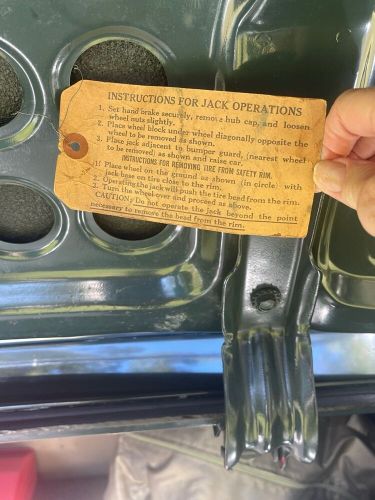 INSTRUCTIONS FOR JACK OPERATIONS
1. Set hand brake securely, remove hub cap, and loosen
wheel nuts slightly.
2. Place wheel block under wheel diagonally opposite the
wheel to be removed as shown.
3. Place jack adjacent to bumper guard, (nearest wheel
to be removed) as shown and raise car.
INSTRUCTIONS FOR REMOVING TIRE FROM SAFETY RIM.
1. Place wheel on the ground as shown (in circle) with
jack base on tire close to the rim.
2. Operating the jack will push the tire bead from the rim.
3. Turn the wheel over and proceed as above.
CAUTION: Do not operate the jack beyond the point
necessary to remove the bead from the rim.